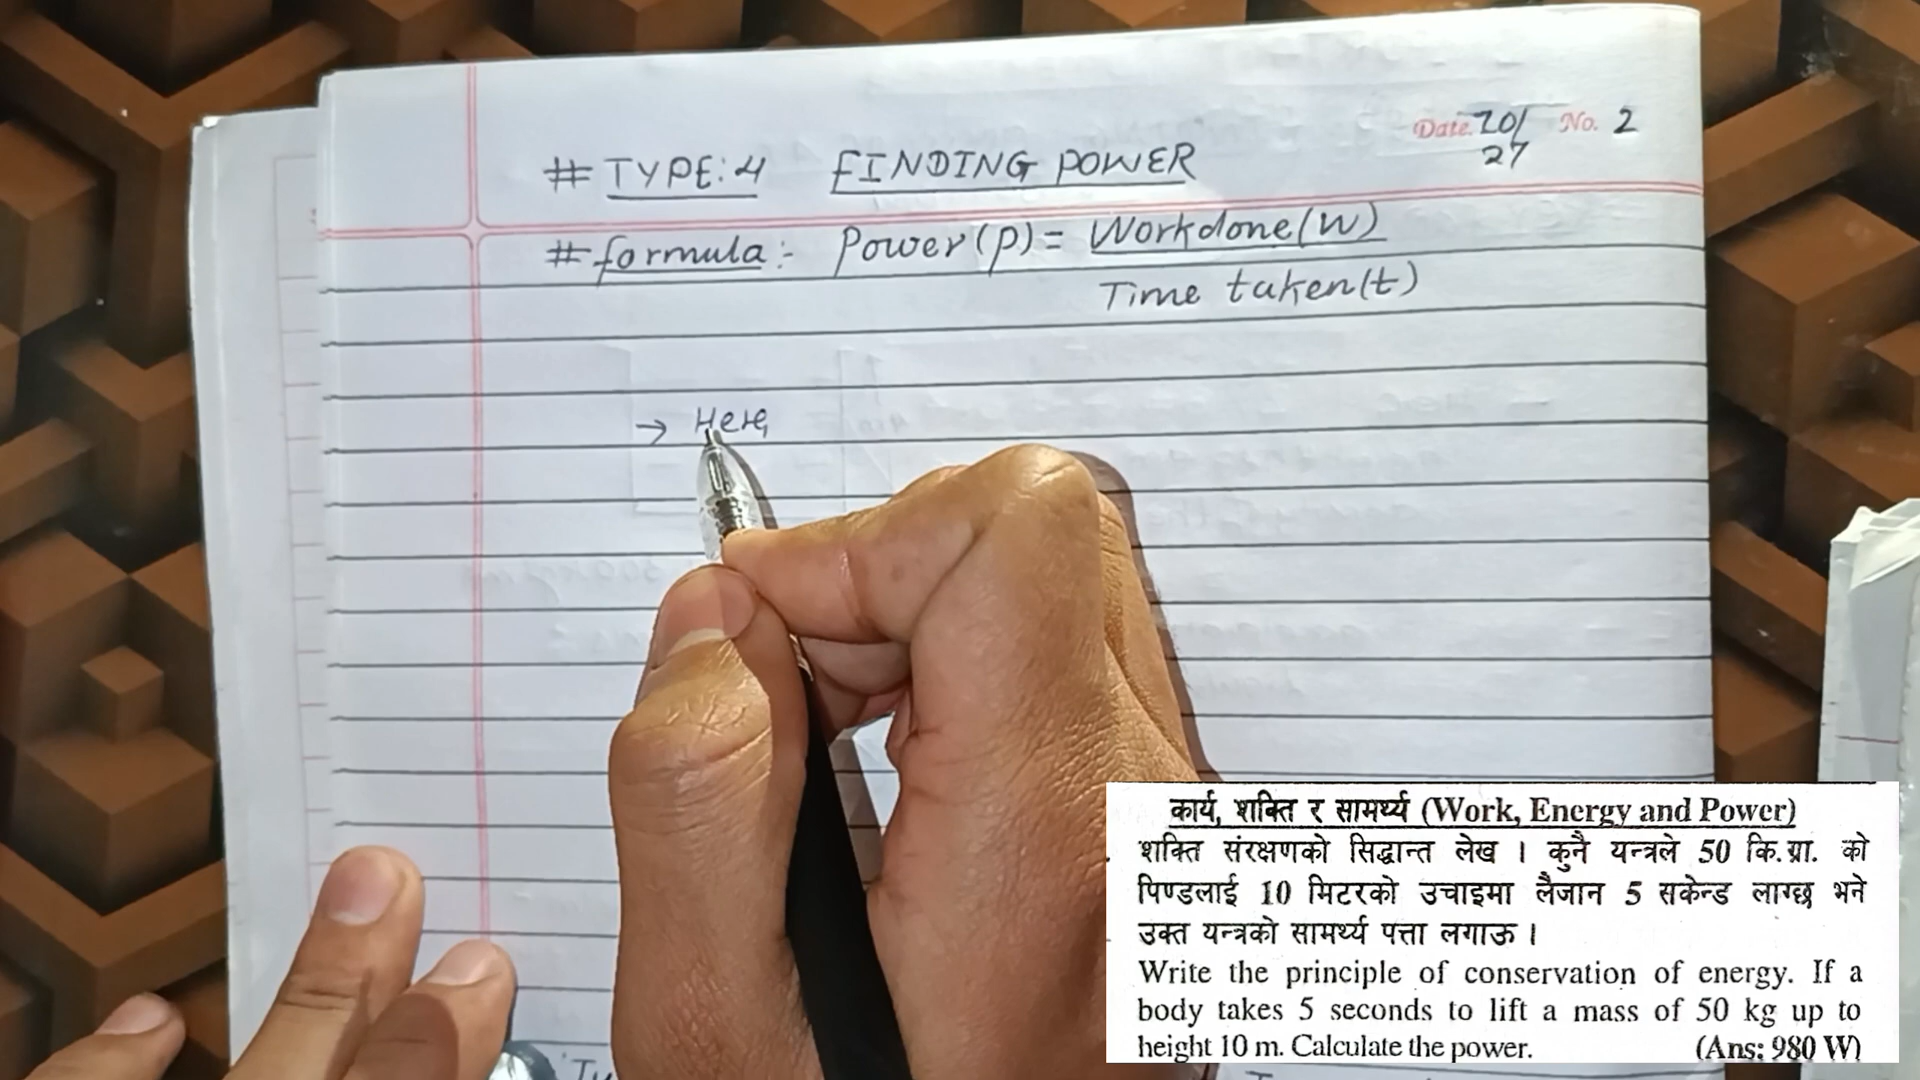 Date. 20/ No. 2
27
# TYPE: 4 FINDING POWER
# formula:- Power(p) = Workdone(W)
Time taken(t)
→ Here,
कार्य, शक्ति र सामर्थ्य (Work, Energy and Power)
शक्ति संरक्षणको सिद्धान्त लेख । कुनै यन्त्रले 50 कि.ग्रा. को
पिण्डलाई 10 मिटरको उचाइमा लैजान 5 सकेन्ड लाग्छ भने
उक्त यन्त्रको सामर्थ्य पत्ता लगाऊ ।
Write the principle of conservation of energy. If a
body takes 5 seconds to lift a mass of 50 kg up to
height 10 m. Calculate the power. (Ans: 980 W)